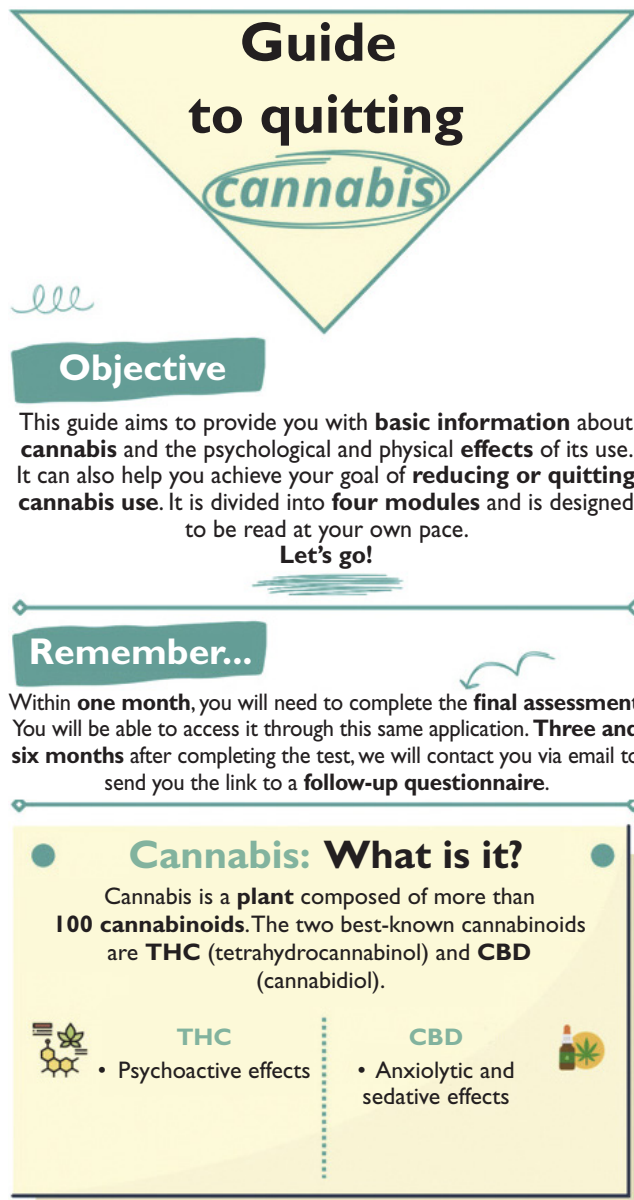 Guide
to quitting
cannabis
Objective
This guide aims to provide you with basic information about
cannabis and the psychological and physical effects of its use.
It can also help you achieve your goal of reducing or quitting
cannabis use. It is divided into four modules and is designed
to be read at your own pace.
Let's go!
Remember...
Within one month, you will need to complete the final assessment
You will be able to access it through this same application. Three and
six months after completing the test, we will contact you via email to
send you the link to a follow-up questionnaire.
Cannabis: What is it?
Cannabis is a plant composed of more than
100 cannabinoids. The two best-known cannabinoids
are THC (tetrahydrocannabinol) and CBD
(cannabidiol).
THC
• Psychoactive effects
CBD
• Anxiolytic and
sedative effects